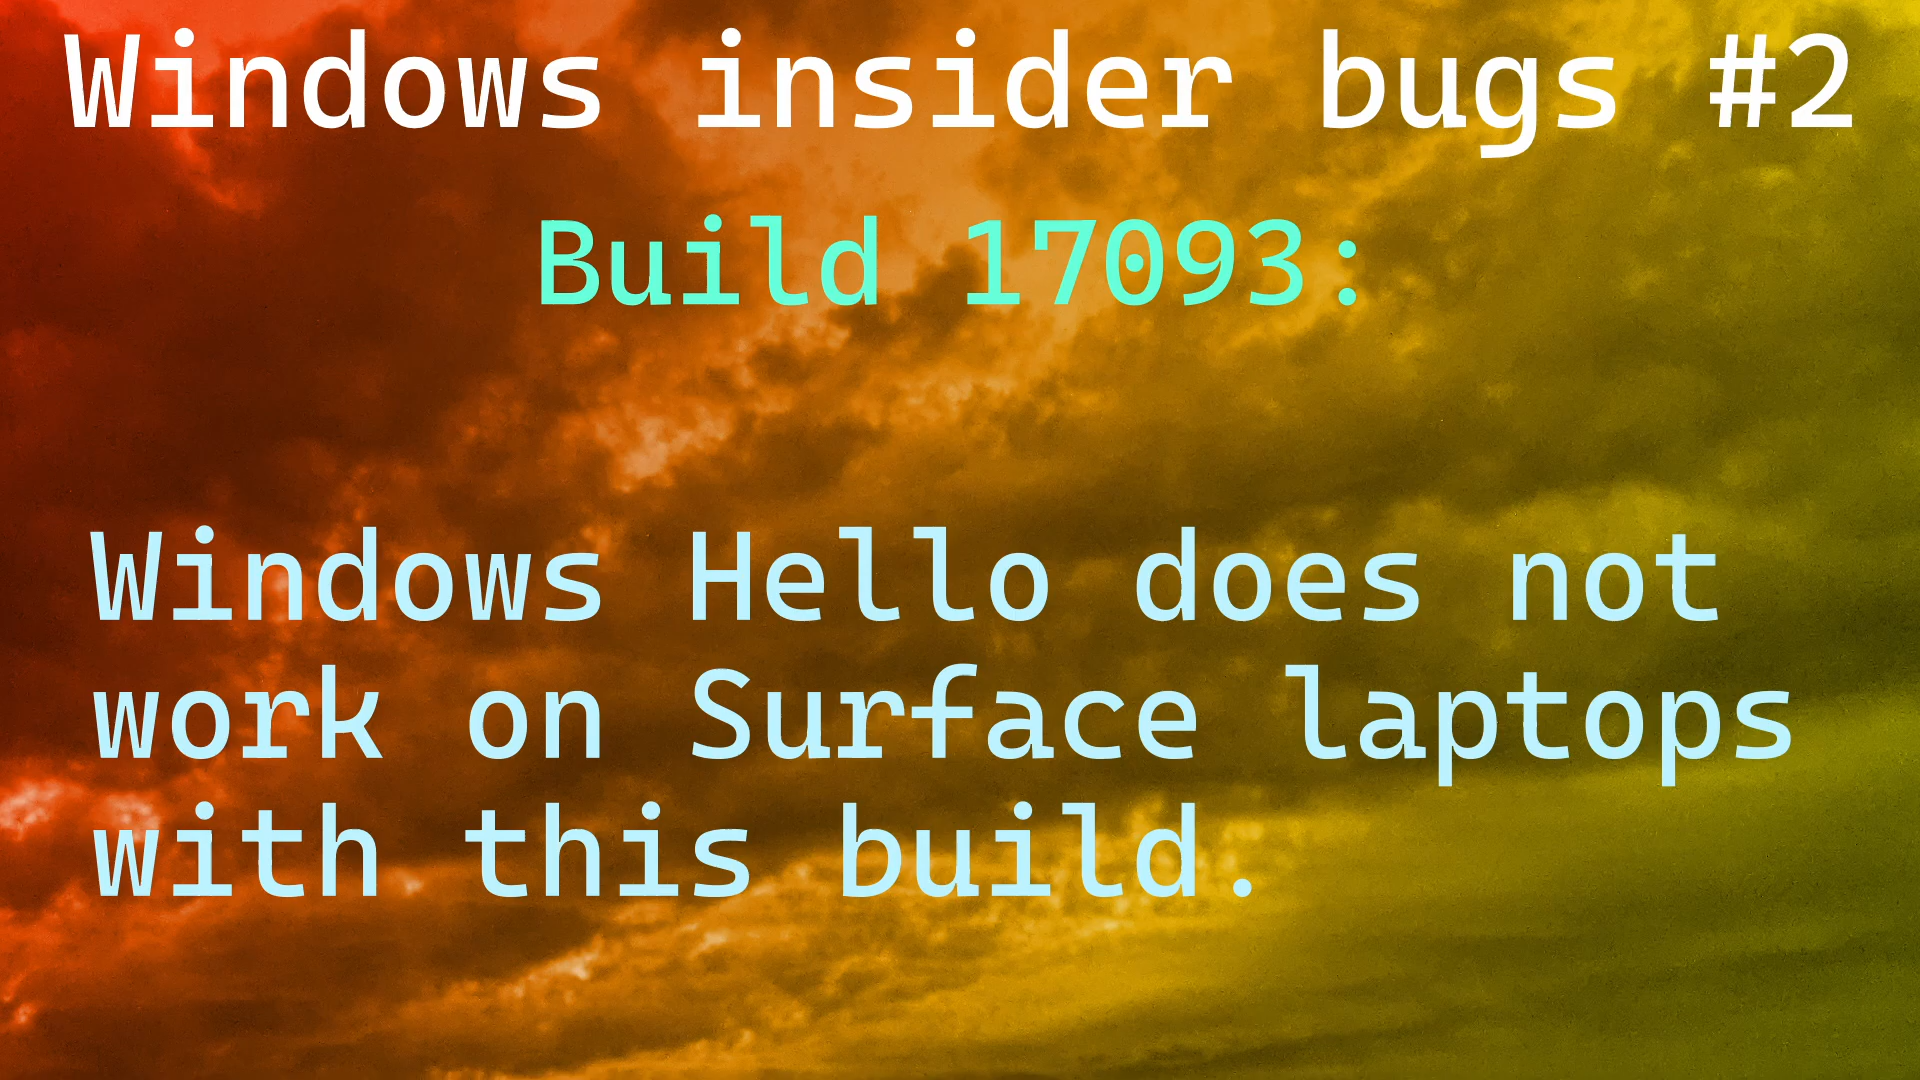 Windows insider bugs #2
Build 17093:
Windows Hello does not
work on Surface laptops
with this build.